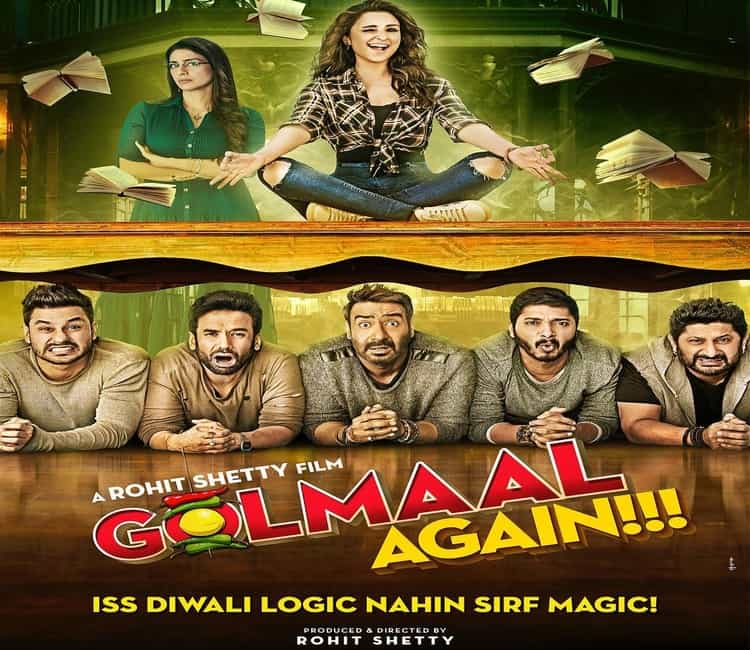 A ROHIT SHETTY FILM
GOLMAAL
AGAIN!!!
ISS DIWALI LOGIC NAHIN SIRF MAGIC!
PRODUCED & DIRECTED BY
ROHIT SHETTY